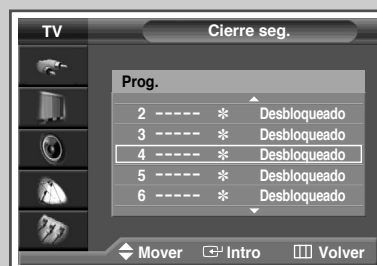 TV Cierre seg.
Prog.
2 ----- ✼ Desbloqueado
3 ----- ✼ Desbloqueado
4 ----- ✼ Desbloqueado
5 ----- ✼ Desbloqueado
6 ----- ✼ Desbloqueado
Mover Intro Volver